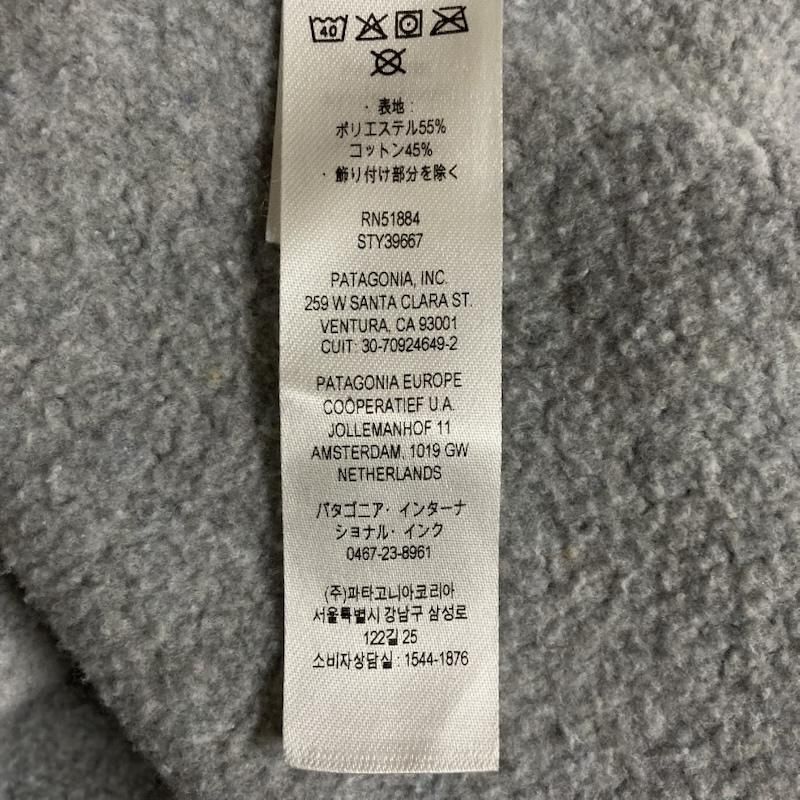 40
・表地：
ポリエステル55%
コットン45%
・飾り付け部分を除く
RN51884
STY39667
PATAGONIA, INC.
259 W SANTA CLARA ST.
VENTURA, CA 93001
CUIT: 30-70924649-2
PATAGONIA EUROPE
COÖPERATIEF U.A.
JOLLEMANHOF 11
AMSTERDAM, 1019 GW
NETHERLANDS
パタゴニア・インターナ
ショナル・インク
0467-23-8961
(주)파타고니아코리아
서울특별시 강남구 삼성로
122길 25
소비자상담실 : 1544-1876